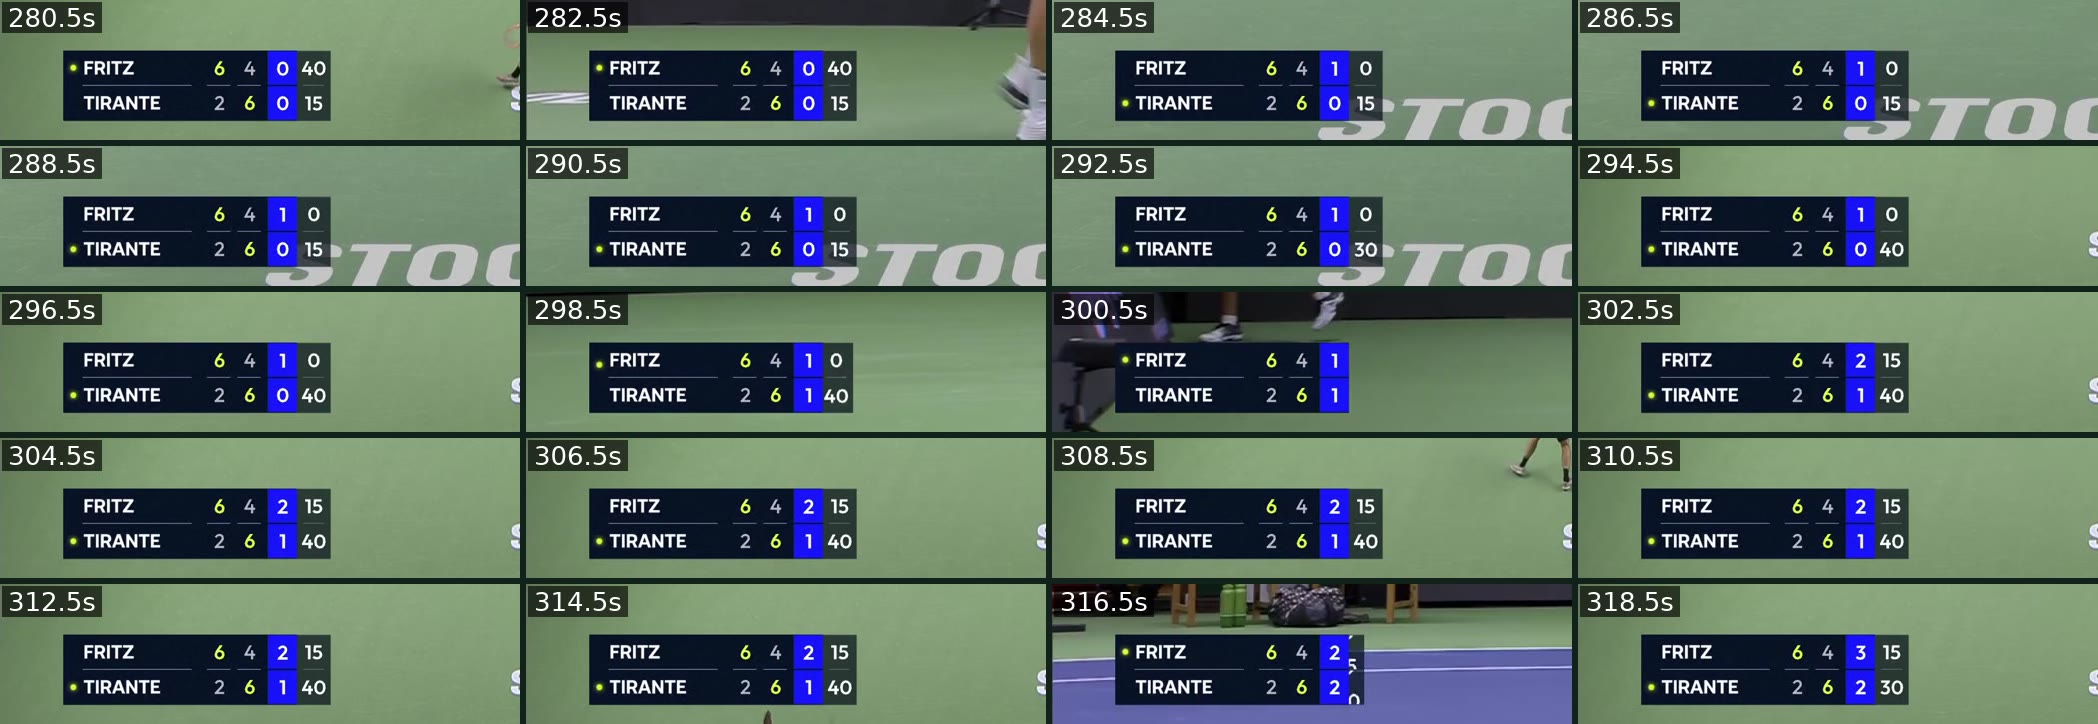 280.5s
FRITZ 6 4 0 40
TIRANTE 2 6 0 15
282.5s
FRITZ 6 4 0 40
TIRANTE 2 6 0 15
284.5s
FRITZ 6 4 1 0
TIRANTE 2 6 0 15
STOO
286.5s
FRITZ 6 4 1 0
TIRANTE 2 6 0 15
STOO
288.5s
FRITZ 6 4 1 0
TIRANTE 2 6 0 15
STOO
290.5s
FRITZ 6 4 1 0
TIRANTE 2 6 0 15
STOO
292.5s
FRITZ 6 4 1 0
TIRANTE 2 6 0 30
STOO
294.5s
FRITZ 6 4 1 0
TIRANTE 2 6 0 40
296.5s
FRITZ 6 4 1 0
TIRANTE 2 6 0 40
298.5s
FRITZ 6 4 1 0
TIRANTE 2 6 1 40
300.5s
FRITZ 6 4 1
TIRANTE 2 6 1
302.5s
FRITZ 6 4 2 15
TIRANTE 2 6 1 40
304.5s
FRITZ 6 4 2 15
TIRANTE 2 6 1 40
306.5s
FRITZ 6 4 2 15
TIRANTE 2 6 1 40
308.5s
FRITZ 6 4 2 15
TIRANTE 2 6 1 40
310.5s
FRITZ 6 4 2 15
TIRANTE 2 6 1 40
312.5s
FRITZ 6 4 2 15
TIRANTE 2 6 1 40
314.5s
FRITZ 6 4 2 15
TIRANTE 2 6 1 40
316.5s
FRITZ 6 4 2
TIRANTE 2 6 2
318.5s
FRITZ 6 4 3 15
TIRANTE 2 6 2 30